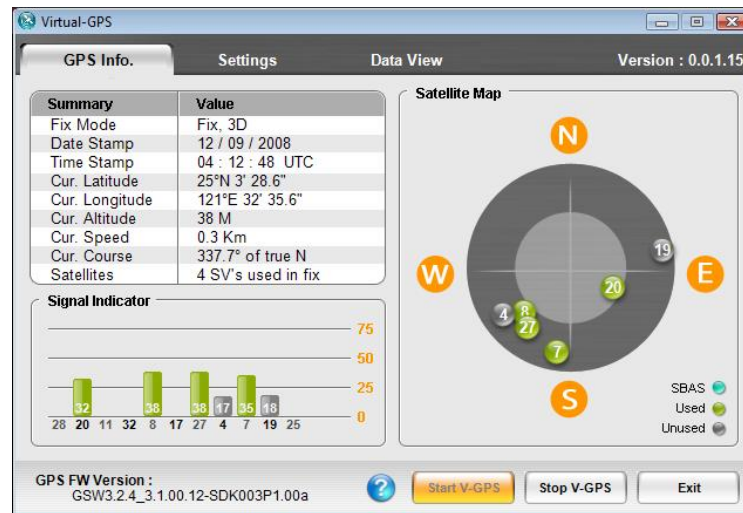 Virtual-GPS
GPS Info. Settings Data View Version : 0.0.1.15
Summary Value
Fix Mode Fix, 3D
Date Stamp 12 / 09 / 2008
Time Stamp 04 : 12 : 48 UTC
Cur. Latitude 25°N 3' 28.6"
Cur. Longitude 121°E 32' 35.6"
Cur. Altitude 38 M
Cur. Speed 0.3 Km
Cur. Course 337.7° of true N
Satellites 4 SV's used in fix
Signal Indicator
75
50
25
0
32 38 38 17 35 18
28 20 11 32 8 17 27 4 7 19 25
Satellite Map
N
19
W E
20
4 8
27
7
S
SBAS
Used
Unused
GPS FW Version :
GSW3.2.4_3.1.00.12-SDK003P1.00a
? Start V-GPS Stop V-GPS Exit